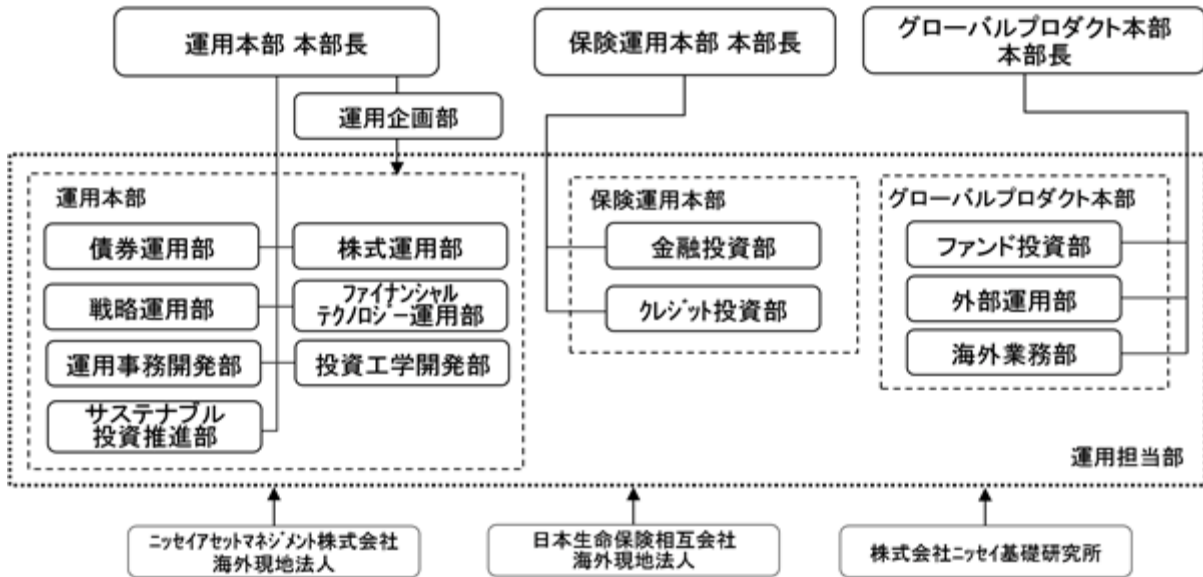 運用本部 本部長
保険運用本部 本部長
グローバルプロダクト本部
本部長
運用企画部
運用本部
債券運用部
株式運用部
戦略運用部
ファイナンシャル
テクノロジー運用部
運用事務開発部
投資工学開発部
サステナブル
投資推進部
保険運用本部
金融投資部
クレジット投資部
グローバルプロダクト本部
ファンド投資部
外部運用部
海外業務部
運用担当部
ニッセイアセットマネジメント株式会社
海外現地法人
日本生命保険相互会社
海外現地法人
株式会社ニッセイ基礎研究所